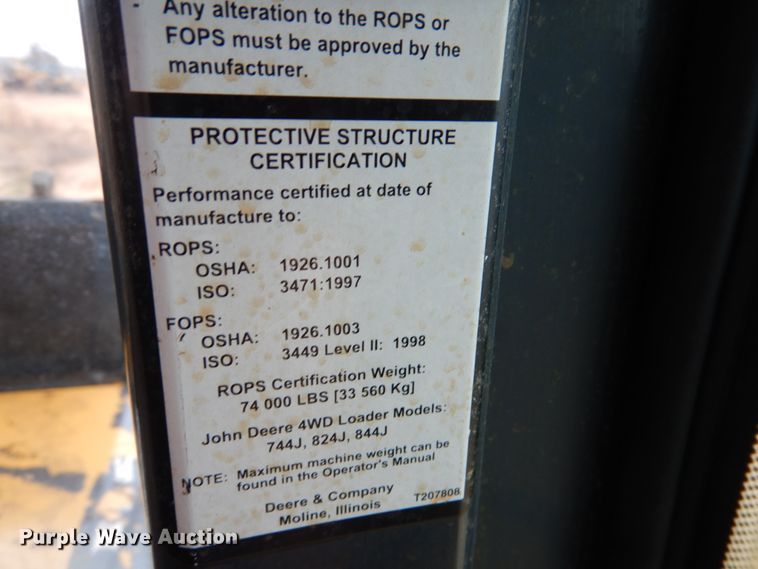 - Any alteration to the ROPS or
FOPS must be approved by the
manufacturer.
PROTECTIVE STRUCTURE
CERTIFICATION
Performance certified at date of
manufacture to:
ROPS:
OSHA: 1926.1001
ISO: 3471:1997
FOPS:
OSHA: 1926.1003
ISO: 3449 Level II: 1998
ROPS Certification Weight:
74 000 LBS [33 560 Kg]
John Deere 4WD Loader Models:
744J, 824J, 844J
NOTE: Maximum machine weight can be
found in the Operator's Manual
Deere & Company
Moline, Illinois
T207808
Purple Wave Auction